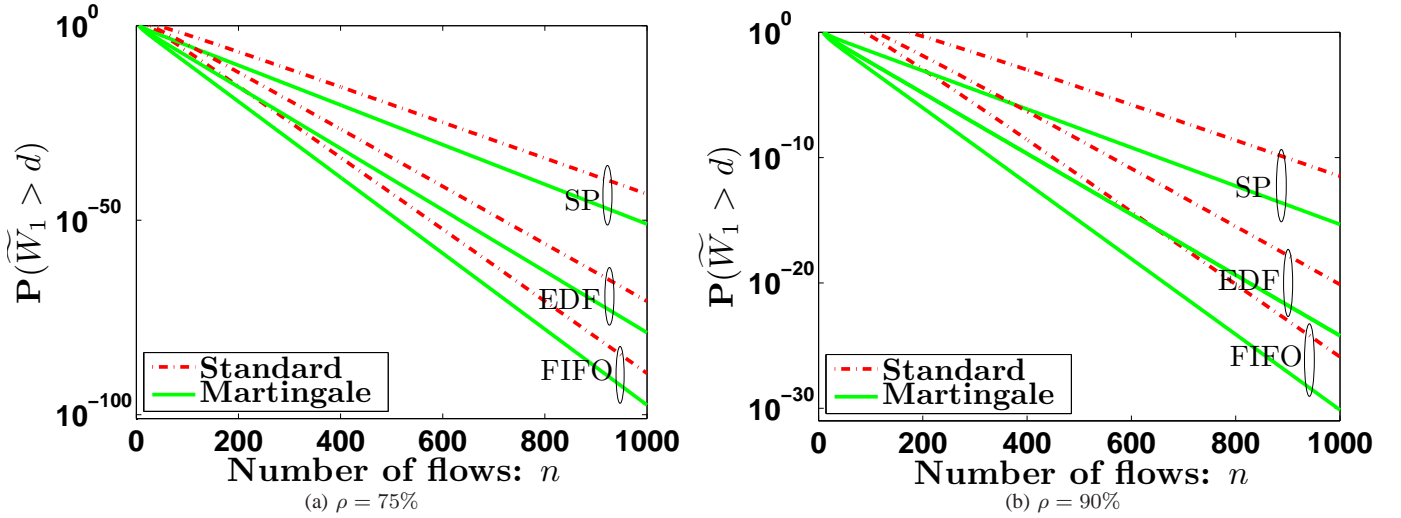 10^0
10^-50
10^-100
P(W̃_1 > d)
SP
EDF
FIFO
Standard
Martingale
0 200 400 600 800 1000
Number of flows: n
(a) ρ = 75%
10^0
10^-10
10^-20
10^-30
P(W̃_1 > d)
SP
EDF
FIFO
Standard
Martingale
0 200 400 600 800 1000
Number of flows: n
(b) ρ = 90%